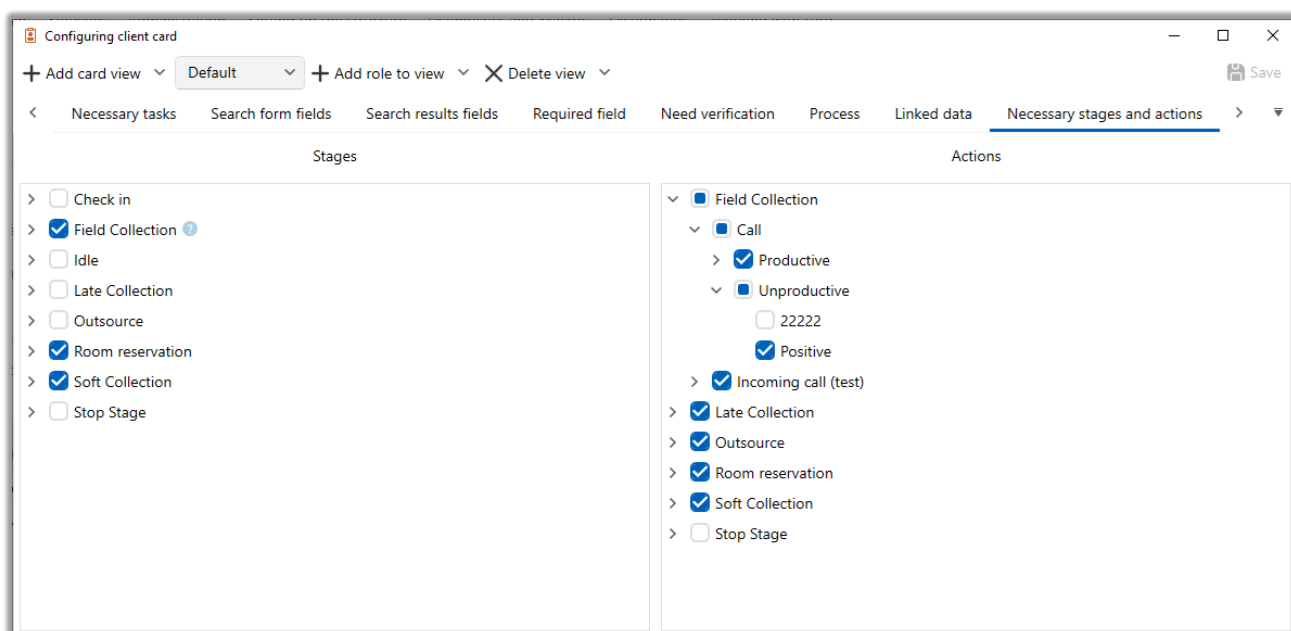 Configuring client card
Add card view Default Add role to view Delete view Save
Necessary tasks Search form fields Search results fields Required field Need verification Process Linked data Necessary stages and actions
Stages
Check in
Field Collection ?
Idle
Late Collection
Outsource
Room reservation
Soft Collection
Stop Stage
Actions
Field Collection
Call
Productive
Unproductive
22222
Positive
Incoming call (test)
Late Collection
Outsource
Room reservation
Soft Collection
Stop Stage